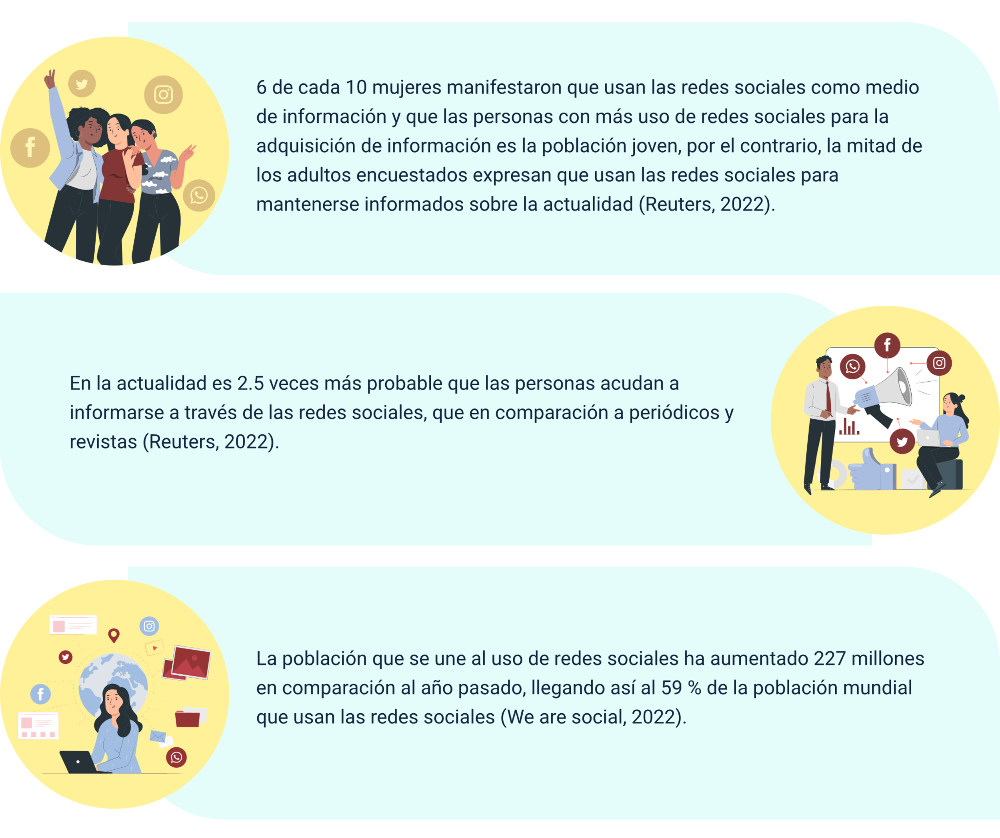 6 de cada 10 mujeres manifestaron que usan las redes sociales como medio
de información y que las personas con más uso de redes sociales para la
adquisición de información es la población joven, por el contrario, la mitad de
los adultos encuestados expresan que usan las redes sociales para
mantenerse informados sobre la actualidad (Reuters, 2022).
En la actualidad es 2.5 veces más probable que las personas acudan a
informarse a través de las redes sociales, que en comparación a periódicos y
revistas (Reuters, 2022).
La población que se une al uso de redes sociales ha aumentado 227 millones
en comparación al año pasado, llegando así al 59 % de la población mundial
que usan las redes sociales (We are social, 2022).